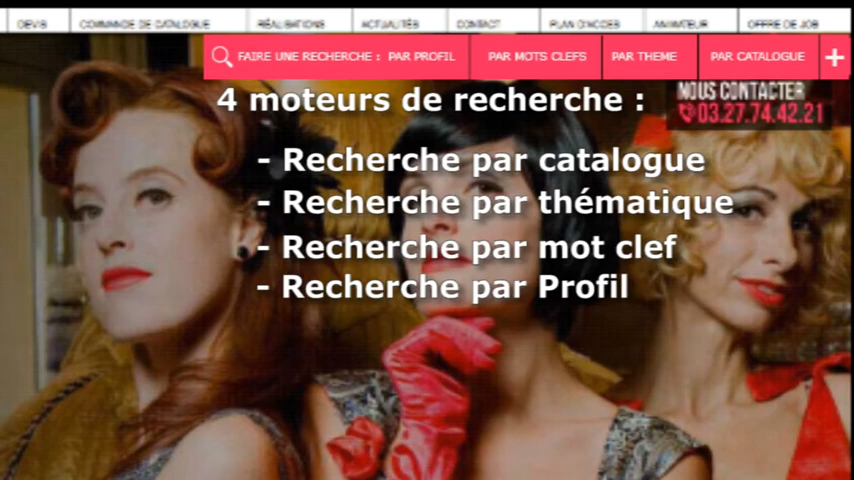 DEVIS COMMANDE DE CATALOGUE RÉALISATIONS ACTUALITÉS CONTACT PLAN D'ACCES ANIMATEUR OFFRE DE JOB
FAIRE UNE RECHERCHE : PAR PROFIL PAR MOTS CLEFS PAR THEME PAR CATALOGUE +
NOUS CONTACTER
03.27.74.42.21
4 moteurs de recherche :
- Recherche par catalogue
- Recherche par thématique
- Recherche par mot clef
- Recherche par Profil